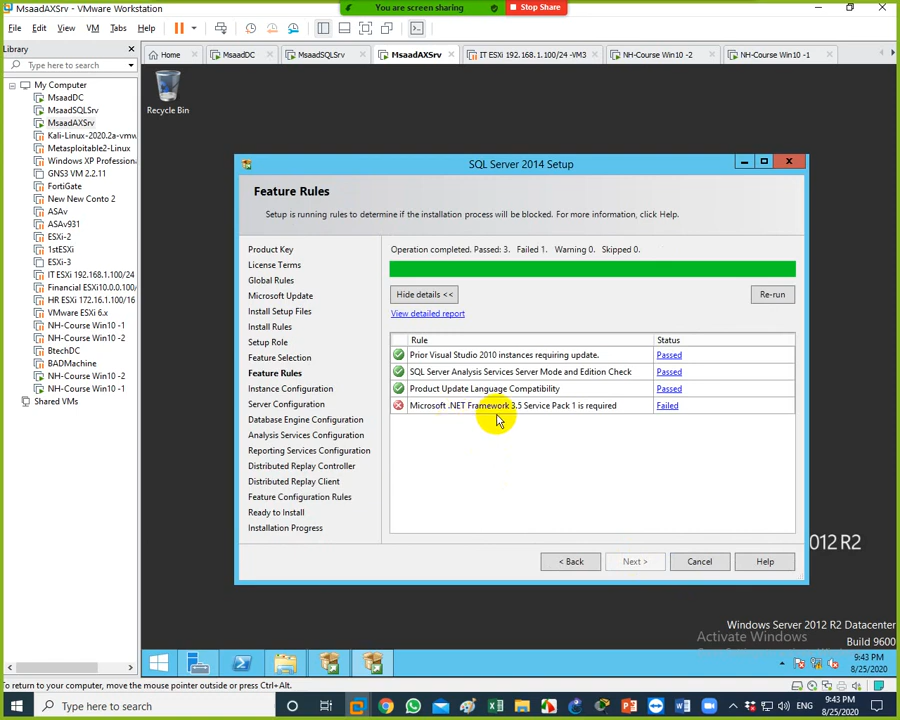 MsaadAXSrv - VMware Workstation
You are screen sharing
Stop Share
File Edit View VM Tabs Help
Library
Type here to search
My Computer
MsaadDC
MsaadSQLSrv
MsaadAXSrv
Kali-Linux-2020.2a-vmw
Metasploitable2-Linux
Windows XP Profession
GNS3 VM 2.2.11
FortiGate
New New Conto 2
ASAv
ASAv931
ESXi-2
1stESXi
ESXi-3
IT ESXi 192.168.1.100/24
Financial ESXi10.0.0.100/
HR ESXi 172.16.1.100/16
VMware ESXi 6.x
NH-Course Win10 -1
NH-Course Win10 -2
BtechDC
BADMachine
NH-Course Win10 -2
NH-Course Win10 -1
Shared VMs
Home
MsaadDC
MsaadSQLSrv
MsaadAXSrv
IT ESXi 192.168.1.100/24 -VM3
NH-Course Win10 -2
NH-Course Win10 -1
Recycle Bin
SQL Server 2014 Setup
Feature Rules
Setup is running rules to determine if the installation process will be blocked. For more information, click Help.
Product Key
License Terms
Global Rules
Microsoft Update
Install Setup Files
Install Rules
Setup Role
Feature Selection
Feature Rules
Instance Configuration
Server Configuration
Database Engine Configuration
Analysis Services Configuration
Reporting Services Configuration
Distributed Replay Controller
Distributed Replay Client
Feature Configuration Rules
Ready to Install
Installation Progress
Operation completed. Passed: 3. Failed 1. Warning 0. Skipped 0.
Hide details <<
Re-run
View detailed report
Rule Status
Prior Visual Studio 2010 instances requiring update. Passed
SQL Server Analysis Services Server Mode and Edition Check Passed
Product Update Language Compatibility Passed
Microsoft .NET Framework 3.5 Service Pack 1 is required Failed
< Back
Next >
Cancel
Help
012 R2
Windows Server 2012 R2 Datacenter
Activate Windows
Build 9600
9:43 PM
8/25/2020
To return to your computer, move the mouse pointer outside or press Ctrl+Alt.
Type here to search
ENG
9:43 PM
8/25/2020